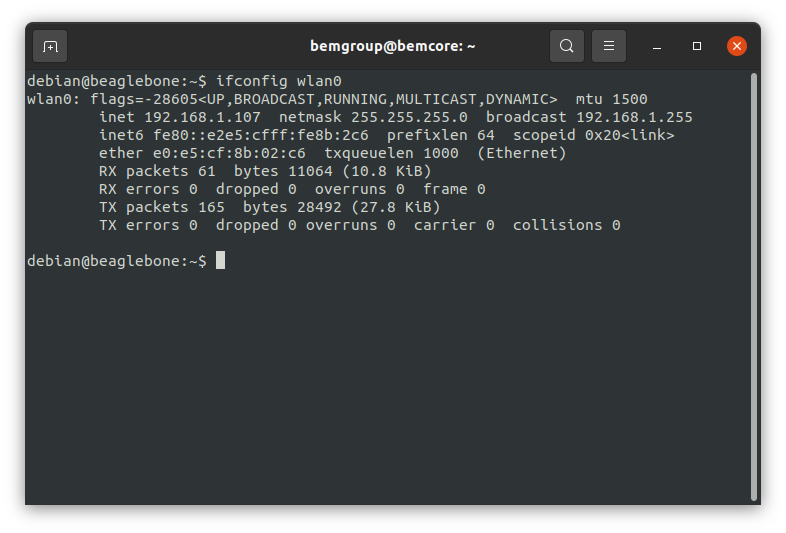 bemgroup@bemcore: ~
debian@beaglebone:~$ ifconfig wlan0
wlan0: flags=-28605<UP,BROADCAST,RUNNING,MULTICAST,DYNAMIC>  mtu 1500
        inet 192.168.1.107  netmask 255.255.255.0  broadcast 192.168.1.255
        inet6 fe80::e2e5:cfff:fe8b:2c6  prefixlen 64  scopeid 0x20<link>
        ether e0:e5:cf:8b:02:c6  txqueuelen 1000  (Ethernet)
        RX packets 61  bytes 11064 (10.8 KiB)
        RX errors 0  dropped 0  overruns 0  frame 0
        TX packets 165  bytes 28492 (27.8 KiB)
        TX errors 0  dropped 0 overruns 0  carrier 0  collisions 0
debian@beaglebone:~$